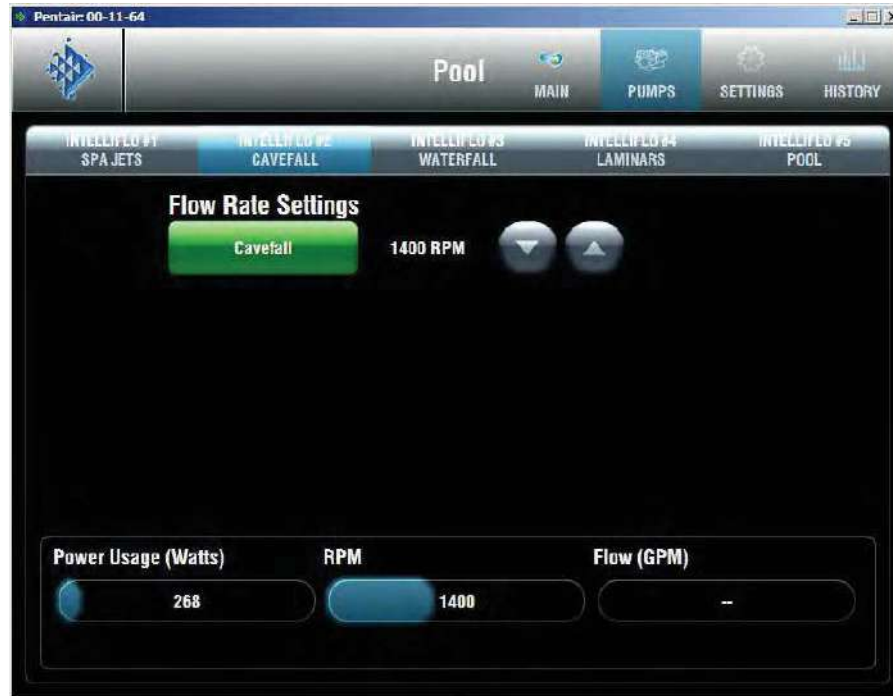 Pentair: 00-11-64
Pool
MAIN
PUMPS
SETTINGS
HISTORY
INTELLIFLO #1
SPA JETS
INTELLIFLO #2
CAVEFALL
INTELLIFLO #3
WATERFALL
INTELLIFLO #4
LAMINARS
INTELLIFLO #5
POOL
Flow Rate Settings
Cavefall 1400 RPM
Power Usage (Watts) RPM Flow (GPM)
268 1400 --